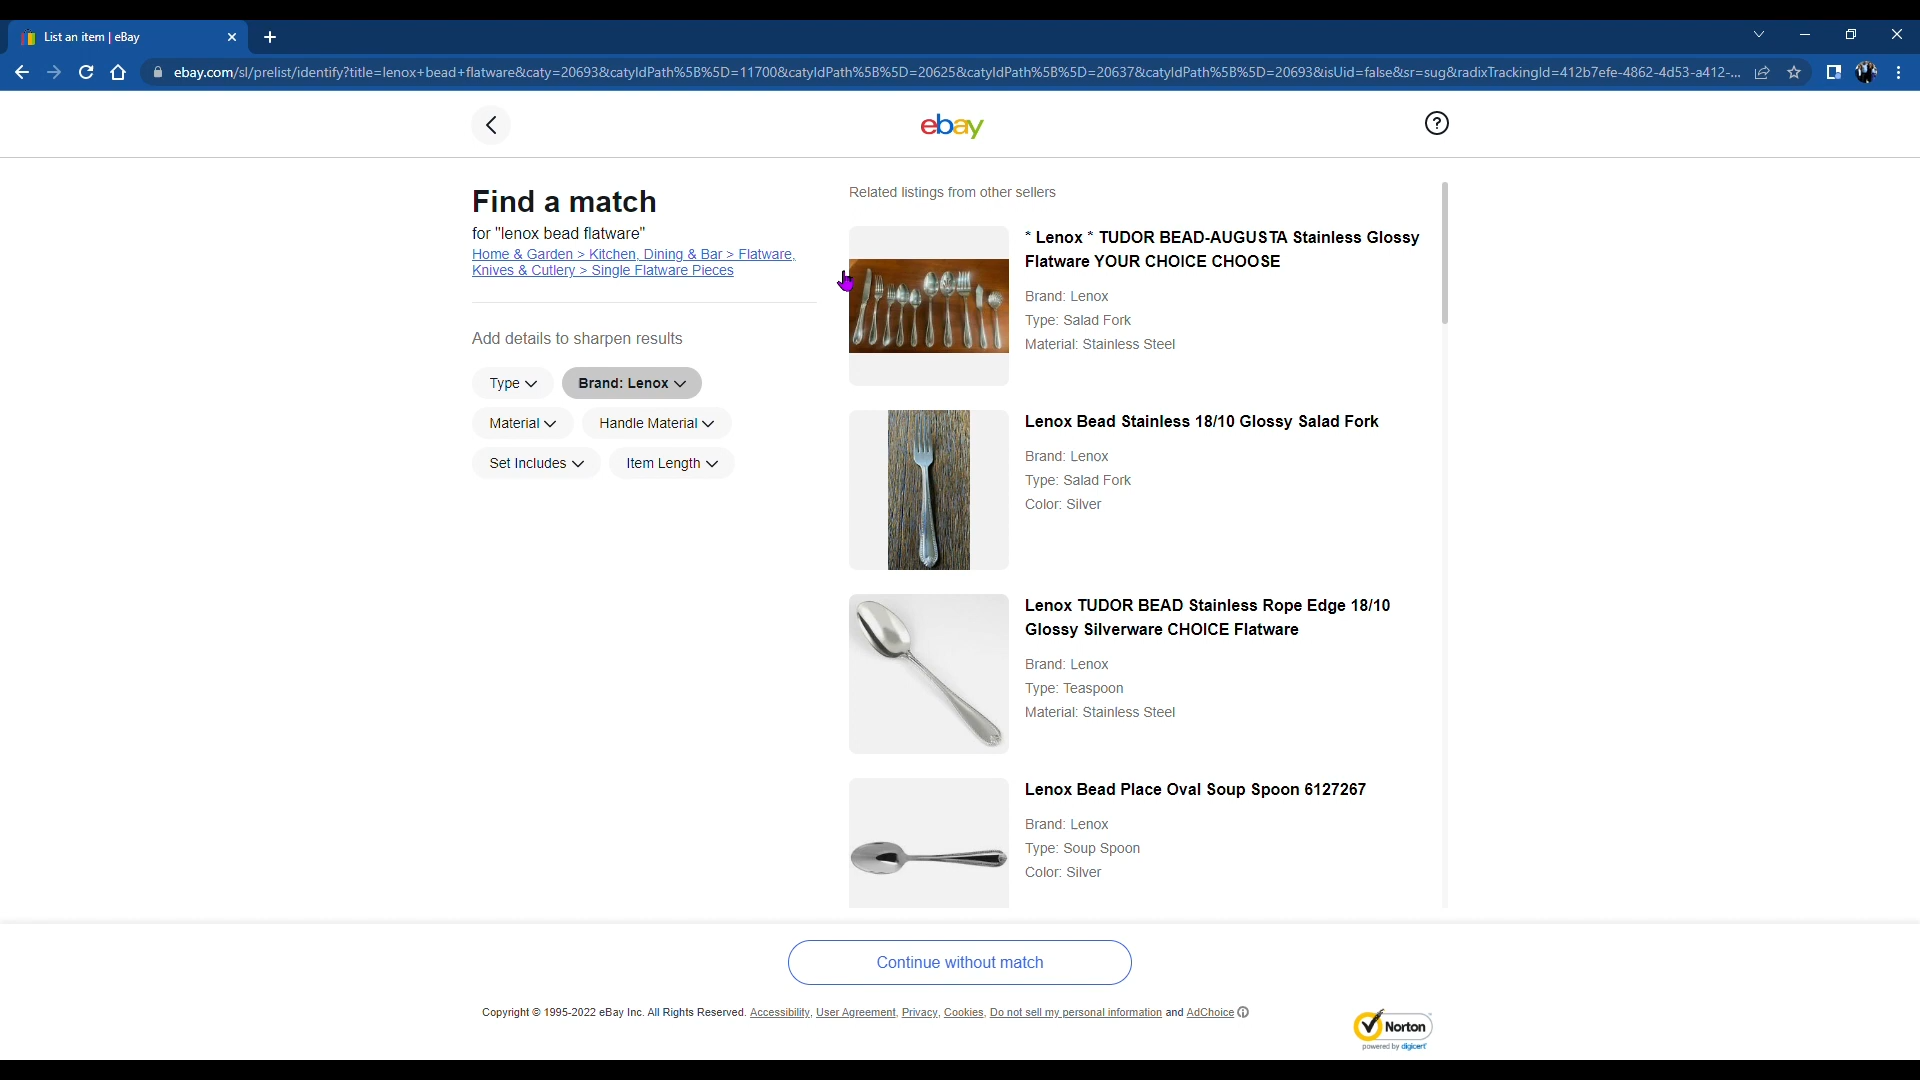 List an item | eBay
ebay.com/sl/prelist/identify?title=lenox+bead+flatware&caty=20693&catyIdPath%5B%5D=11700&catyIdPath%5B%5D=20625&catyIdPath%5B%5D=20637&catyIdPath%5B%5D=20693&isUid=false&sr=sug&radixTrackingId=412b7efe-4862-4d53-a412-...
ebay
Find a match
for "lenox bead flatware"
Home & Garden > Kitchen, Dining & Bar > Flatware,
Knives & Cutlery > Single Flatware Pieces
Add details to sharpen results
Type
Brand: Lenox
Material
Handle Material
Set Includes
Item Length
Related listings from other sellers
* Lenox * TUDOR BEAD-AUGUSTA Stainless Glossy
Flatware YOUR CHOICE CHOOSE
Brand: Lenox
Type: Salad Fork
Material: Stainless Steel
Lenox Bead Stainless 18/10 Glossy Salad Fork
Brand: Lenox
Type: Salad Fork
Color: Silver
Lenox TUDOR BEAD Stainless Rope Edge 18/10
Glossy Silverware CHOICE Flatware
Brand: Lenox
Type: Teaspoon
Material: Stainless Steel
Lenox Bead Place Oval Soup Spoon 6127267
Brand: Lenox
Type: Soup Spoon
Color: Silver
Continue without match
Copyright © 1995-2022 eBay Inc. All Rights Reserved. Accessibility, User Agreement, Privacy, Cookies, Do not sell my personal information and AdChoice
Norton
powered by digicert